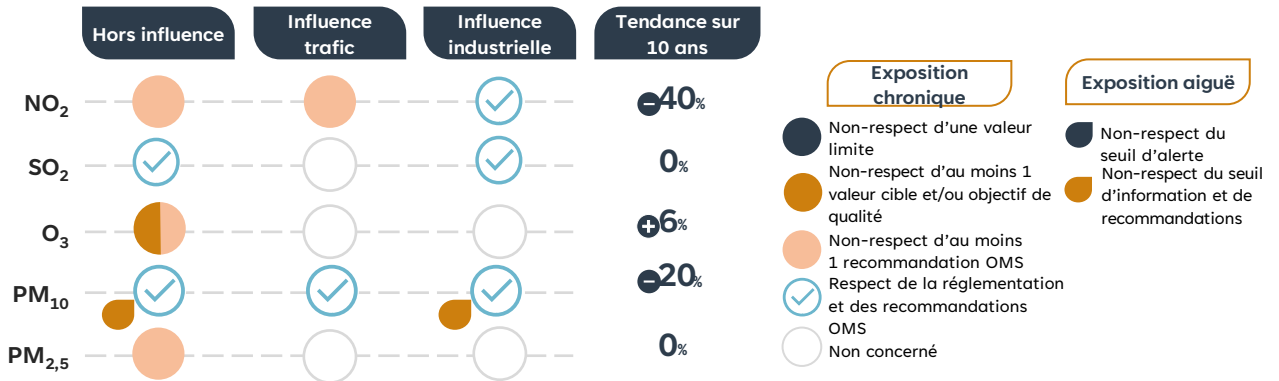 Hors influence
Influence
trafic
Influence
industrielle
Tendance sur
10 ans
NO2
−40%
SO2
0%
O3
+6%
PM10
−20%
PM2,5
0%
Exposition
chronique
Non-respect d'une valeur
limite
Non-respect d'au moins 1
valeur cible et/ou objectif de
qualité
Non-respect d'au moins
1 recommandation OMS
Respect de la réglementation
et des recommandations
OMS
Non concerné
Exposition aiguë
Non-respect du
seuil d'alerte
Non-respect du seuil
d'information et de
recommandations